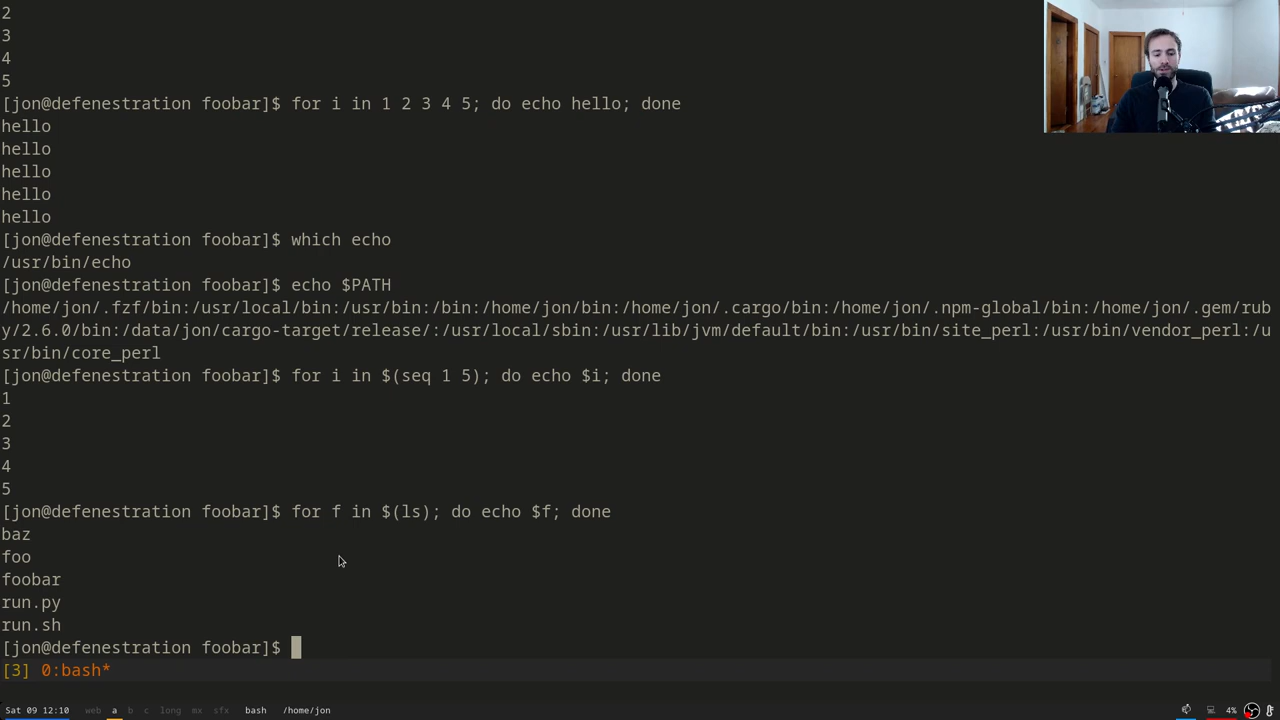 2
3
4
5
[jon@defenestration foobar]$ for i in 1 2 3 4 5; do echo hello; done
hello
hello
hello
hello
hello
[jon@defenestration foobar]$ which echo
/usr/bin/echo
[jon@defenestration foobar]$ echo $PATH
/home/jon/.fzf/bin:/usr/local/bin:/usr/bin:/bin:/home/jon/bin:/home/jon/.cargo/bin:/home/jon/.npm-global/bin:/home/jon/.gem/rub
y/2.6.0/bin:/data/jon/cargo-target/release/:/usr/local/sbin:/usr/lib/jvm/default/bin:/usr/bin/site_perl:/usr/bin/vendor_perl:/u
sr/bin/core_perl
[jon@defenestration foobar]$ for i in $(seq 1 5); do echo $i; done
1
2
3
4
5
[jon@defenestration foobar]$ for f in $(ls); do echo $f; done
baz
foo
foobar
run.py
run.sh
[jon@defenestration foobar]$
[3] 0:bash*
Sat 09 12:10 web a b c long mx sfx bash /home/jon 4%